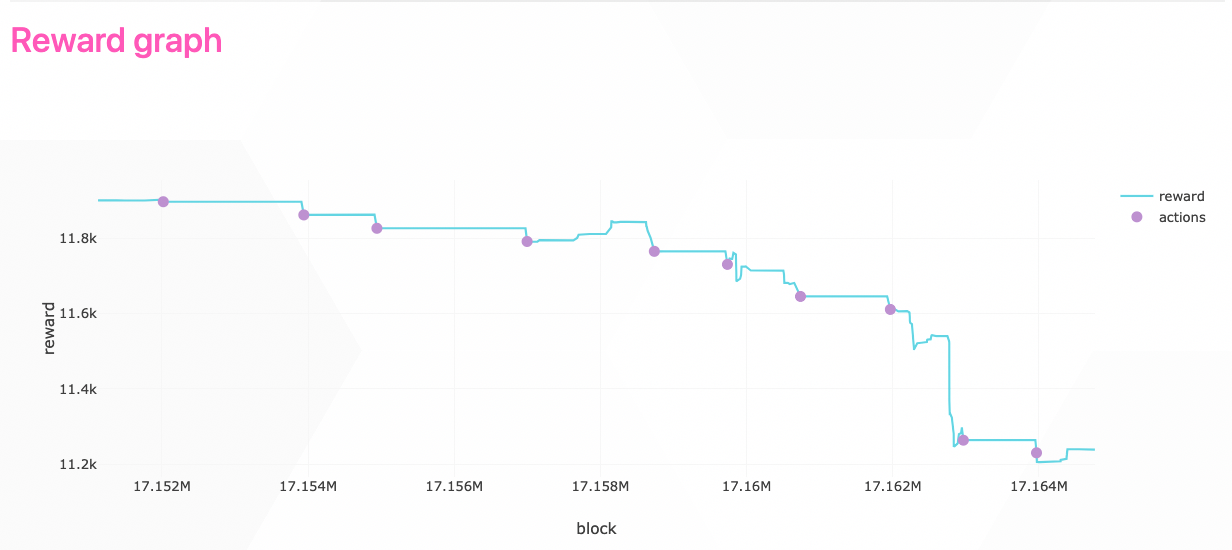 Reward graph
reward
actions
11.8k
11.6k
11.4k
11.2k
reward
17.152M
17.154M
17.156M
17.158M
17.16M
17.162M
17.164M
block